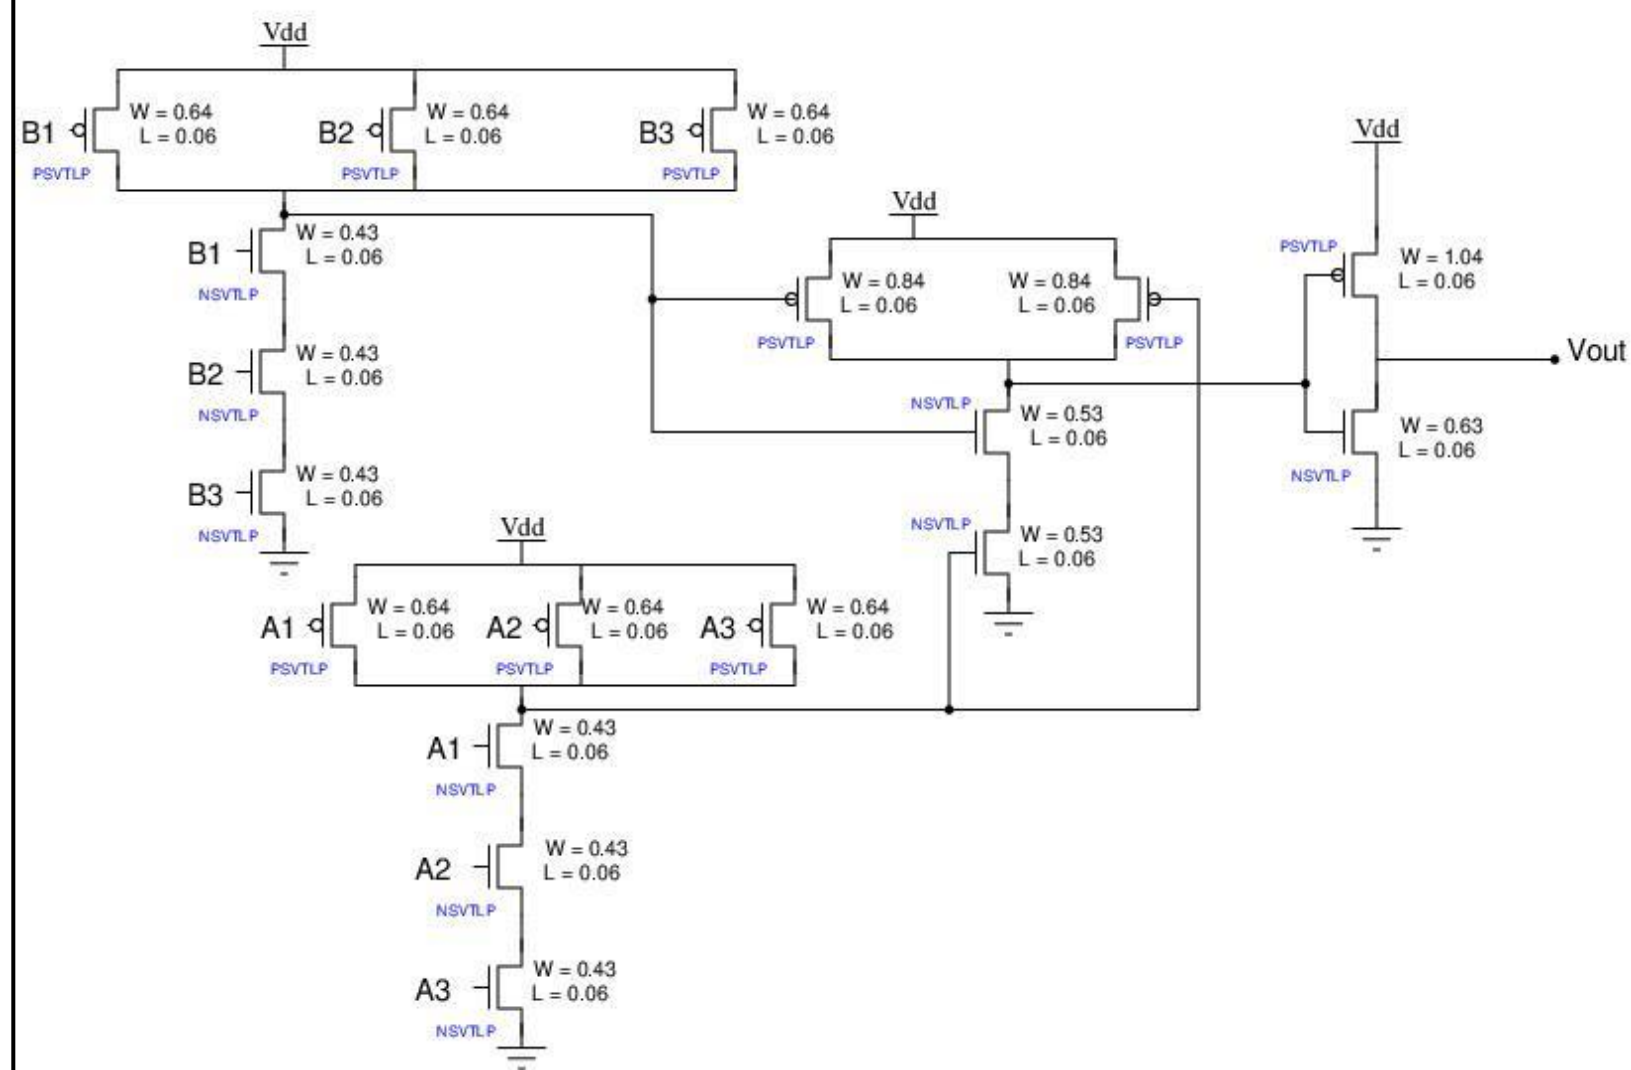 Vdd
B1
W = 0.64
L = 0.06
PSVTLP
B2
W = 0.64
L = 0.06
PSVTLP
B3
W = 0.64
L = 0.06
PSVTLP
B1
W = 0.43
L = 0.06
NSVTLP
B2
W = 0.43
L = 0.06
NSVTLP
B3
W = 0.43
L = 0.06
NSVTLP
Vdd
W = 0.84
L = 0.06
PSVTLP
W = 0.84
L = 0.06
PSVTLP
NSVTLP
W = 0.53
L = 0.06
NSVTLP
W = 0.53
L = 0.06
Vdd
PSVTLP
W = 1.04
L = 0.06
Vout
W = 0.63
L = 0.06
NSVTLP
Vdd
A1
W = 0.64
L = 0.06
PSVTLP
A2
W = 0.64
L = 0.06
PSVTLP
A3
W = 0.64
L = 0.06
PSVTLP
A1
W = 0.43
L = 0.06
NSVTLP
A2
W = 0.43
L = 0.06
NSVTLP
A3
W = 0.43
L = 0.06
NSVTLP